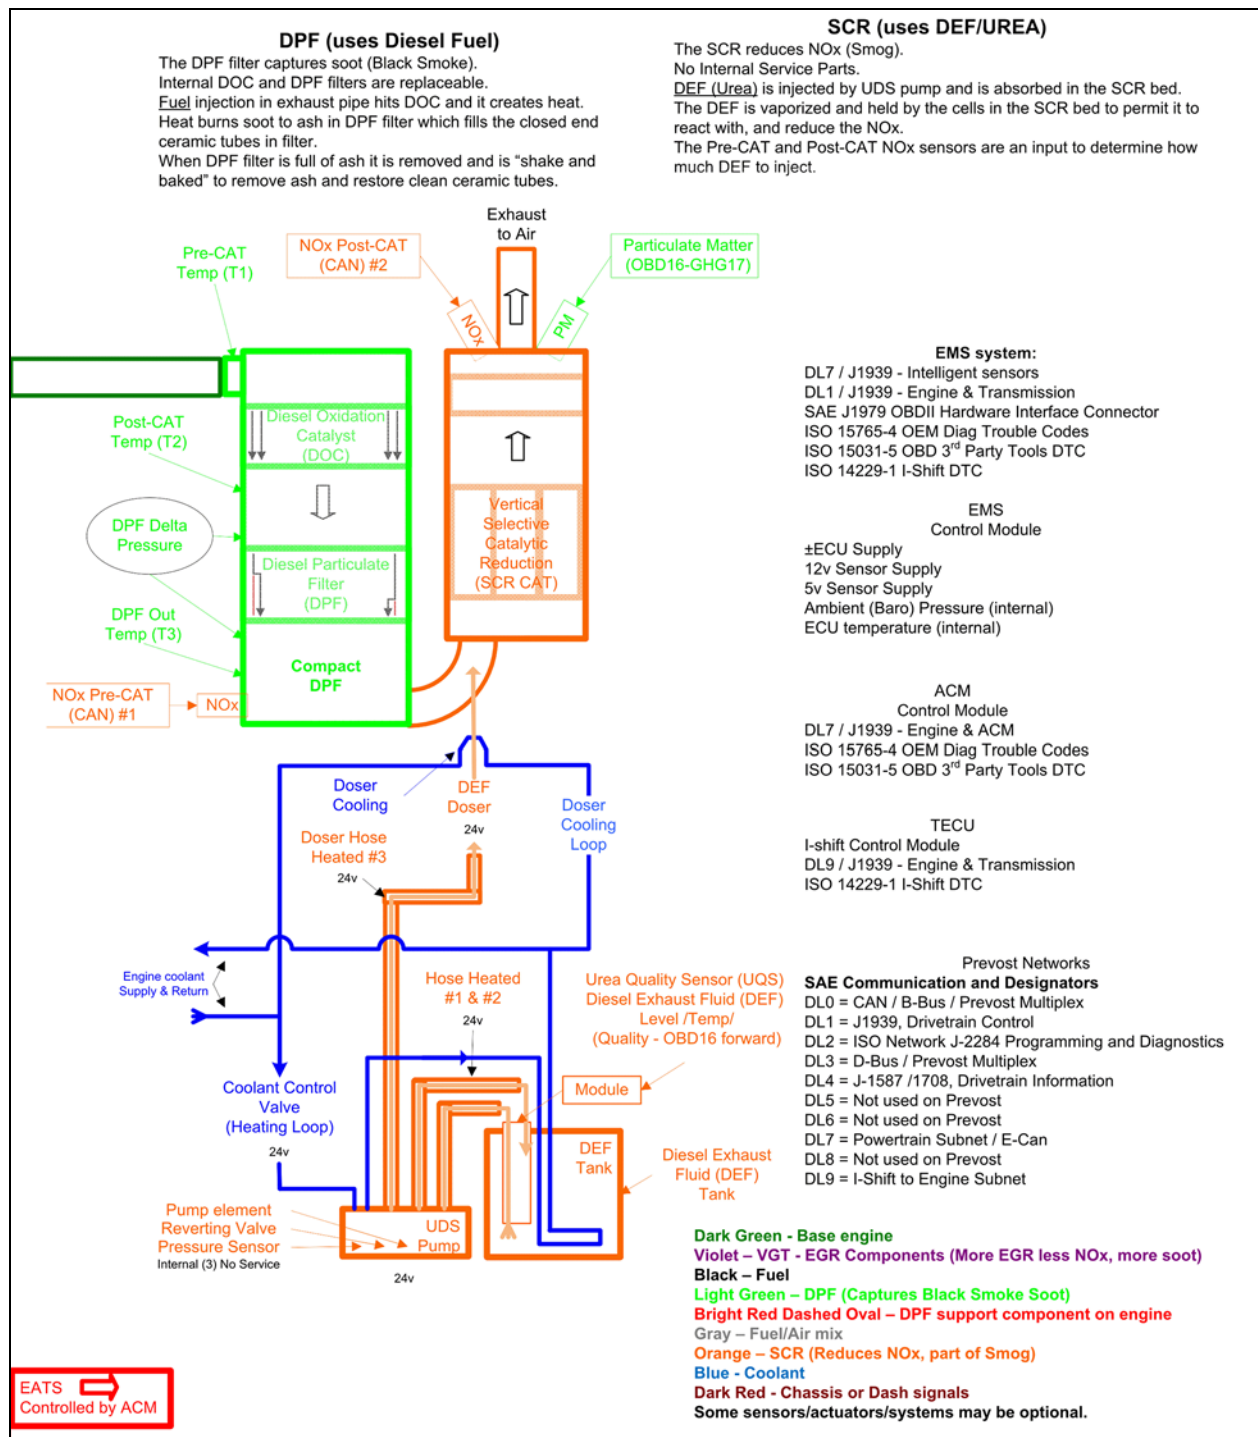 DPF (uses Diesel Fuel)
The DPF filter captures soot (Black Smoke).
Internal DOC and DPF filters are replaceable.
Fuel injection in exhaust pipe hits DOC and it creates heat.
Heat burns soot to ash in DPF filter which fills the closed end
ceramic tubes in filter.
When DPF filter is full of ash it is removed and is “shake and
baked” to remove ash and restore clean ceramic tubes.
SCR (uses DEF/UREA)
The SCR reduces NOx (Smog).
No Internal Service Parts.
DEF (Urea) is injected by UDS pump and is absorbed in the SCR bed.
The DEF is vaporized and held by the cells in the SCR bed to permit it to
react with, and reduce the NOx.
The Pre-CAT and Post-CAT NOx sensors are an input to determine how
much DEF to inject.
Exhaust
to Air
Pre-CAT
Temp (T1)
NOx Post-CAT
(CAN) #2
Particulate Matter
(OBD16-GHG17)
NOx
PM
Diesel Oxidation
Catalyst
(DOC)
Post-CAT
Temp (T2)
DPF Delta
Pressure
Diesel Particulate
Filter
(DPF)
DPF Out
Temp (T3)
Compact
DPF
NOx Pre-CAT
(CAN) #1
NOx
Vertical
Selective
Catalytic
Reduction
(SCR CAT)
Doser
Cooling
DEF
Doser
24v
Doser
Cooling
Loop
Doser Hose
Heated #3
24v
Engine coolant
Supply & Return
Hose Heated
#1 & #2
24v
Urea Quality Sensor (UQS)
Diesel Exhaust Fluid (DEF)
Level /Temp/
(Quality - OBD16 forward)
Module
Coolant Control
Valve
(Heating Loop)
24v
DEF
Tank
Diesel Exhaust
Fluid (DEF)
Tank
Pump element
Reverting Valve
Pressure Sensor
Internal (3) No Service
UDS
Pump
24v
EATS
Controlled by ACM
EMS system:
DL7 / J1939 - Intelligent sensors
DL1 / J1939 - Engine & Transmission
SAE J1979 OBDII Hardware Interface Connector
ISO 15765-4 OEM Diag Trouble Codes
ISO 15031-5 OBD 3rd Party Tools DTC
ISO 14229-1 I-Shift DTC
EMS
Control Module
±ECU Supply
12v Sensor Supply
5v Sensor Supply
Ambient (Baro) Pressure (internal)
ECU temperature (internal)
ACM
Control Module
DL7 / J1939 - Engine & ACM
ISO 15765-4 OEM Diag Trouble Codes
ISO 15031-5 OBD 3rd Party Tools DTC
TECU
I-shift Control Module
DL9 / J1939 - Engine & Transmission
ISO 14229-1 I-Shift DTC
Prevost Networks
SAE Communication and Designators
DL0 = CAN / B-Bus / Prevost Multiplex
DL1 = J1939, Drivetrain Control
DL2 = ISO Network J-2284 Programming and Diagnostics
DL3 = D-Bus / Prevost Multiplex
DL4 = J-1587 /1708, Drivetrain Information
DL5 = Not used on Prevost
DL6 = Not used on Prevost
DL7 = Powertrain Subnet / E-Can
DL8 = Not used on Prevost
DL9 = I-Shift to Engine Subnet
Dark Green - Base engine
Violet – VGT - EGR Components (More EGR less NOx, more soot)
Black – Fuel
Light Green – DPF (Captures Black Smoke Soot)
Bright Red Dashed Oval – DPF support component on engine
Gray – Fuel/Air mix
Orange – SCR (Reduces NOx, part of Smog)
Blue - Coolant
Dark Red - Chassis or Dash signals
Some sensors/actuators/systems may be optional.